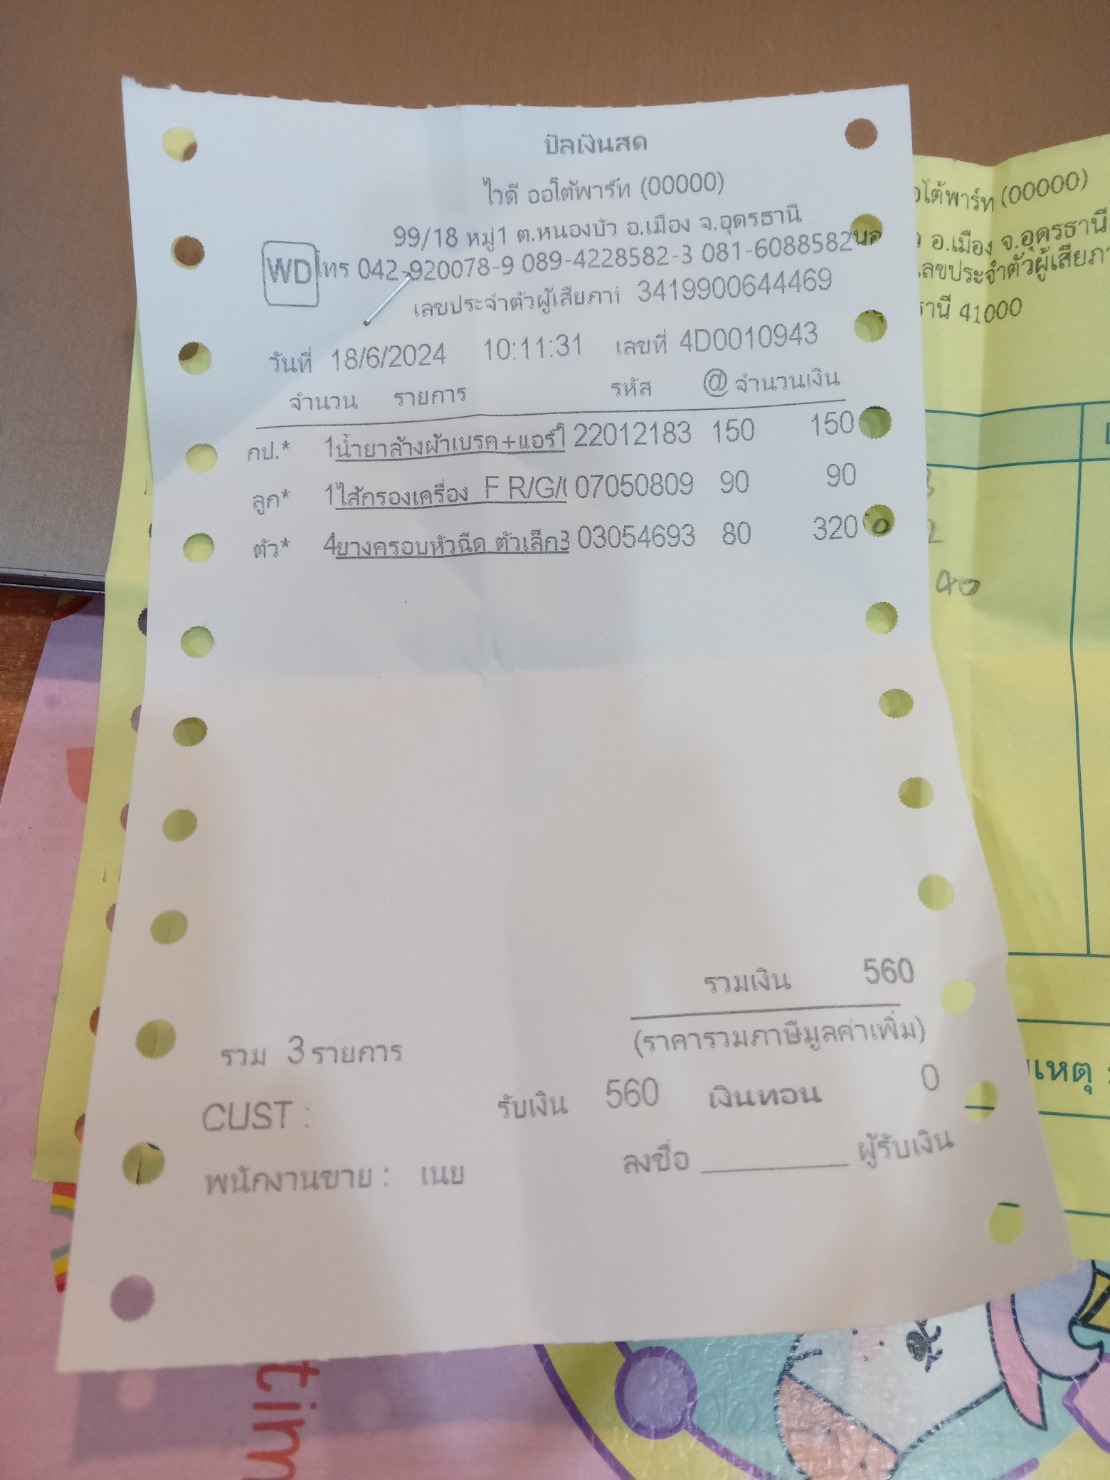 บิลเงินสด
ไวดี ออโต้พาร์ท (00000)
99/18 หมู่1 ต.หนองบัว อ.เมือง จ.อุดรธานี
WD โทร 042-920078-9 089-4228582-3 081-6088582
เลขประจำตัวผู้เสียภาษี 3419900644469
วันที่ 18/6/2024 10:11:31 เลขที่ 4D0010943
จำนวน รายการ รหัส @ จำนวนเงิน
กป.* 1 น้ำยาล้างผ้าเบรค+แอร์ 22012183 150 150
ลูก* 1 ไส้กรองเครื่อง F R/G/ 07050809 90 90
ตัว* 4 ยางครอบหัวฉีด ตัวเล็ก3 03054693 80 320
รวมเงิน 560
(ราคารวมภาษีมูลค่าเพิ่ม)
รวม 3 รายการ
CUST : รับเงิน 560 เงินทอน 0
พนักงานขาย : เนย ลงชื่อ ผู้รับเงิน
โต้พาร์ท (00000)
อ.เมือง จ.อุดรธานี
เลขประจำตัวผู้เสียภา
านี 41000
เหตุ :
tim